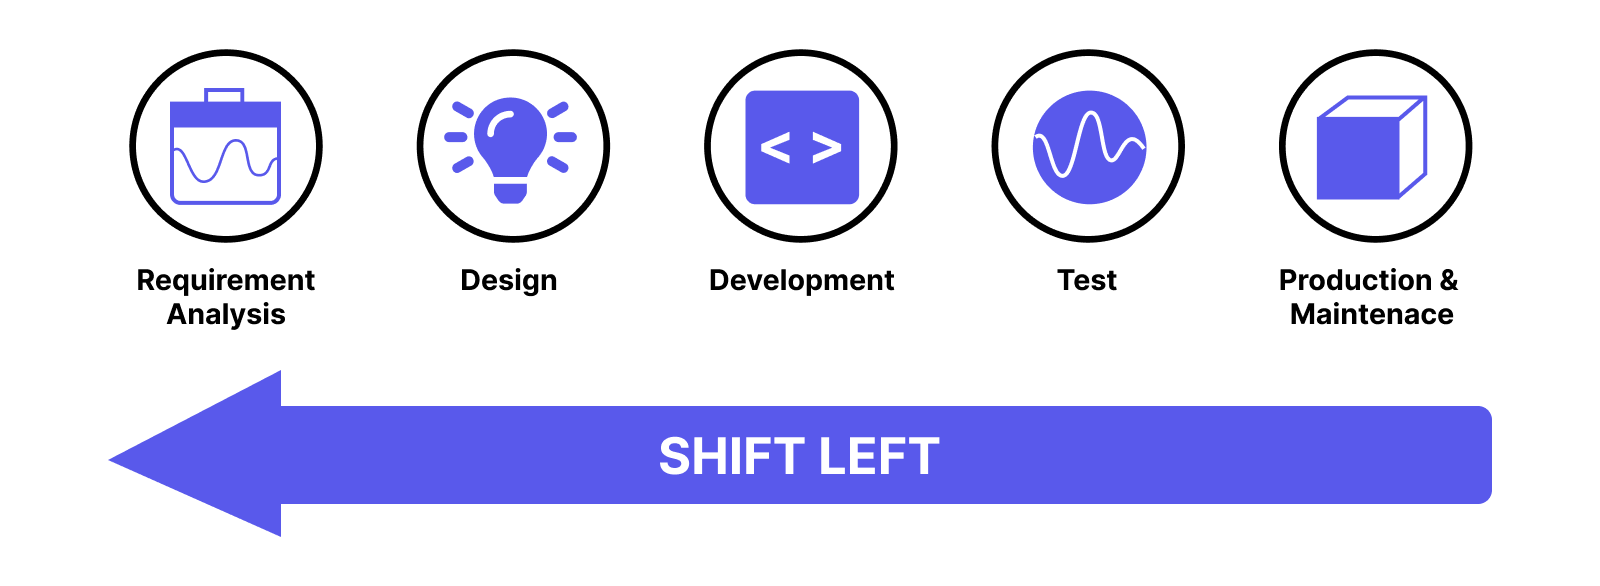 < >
Requirement
Analysis
Design
Development
Test
Production &
Maintenace
SHIFT LEFT